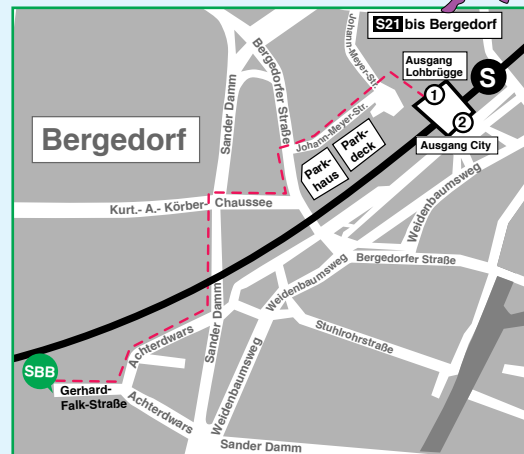 S21 bis Bergedorf
Ausgang
Lohbrügge
S
1
2
Ausgang City
Johann-Meyer-Str.
Johann-Meyer-Str.
Bergedorfer Straße
Sander Damm
Bergedorf
Park-
haus
Park-
deck
Weidenbaumsweg
Kurt.- A.- Körber- Chaussee
Bergedorfer Straße
Weidenbaumsweg
Sander Damm
Stuhlrohrstraße
Achterdwars
Weidenbaumsweg
SBB
Gerhard-
Falk-Straße
Achterdwars
Sander Damm